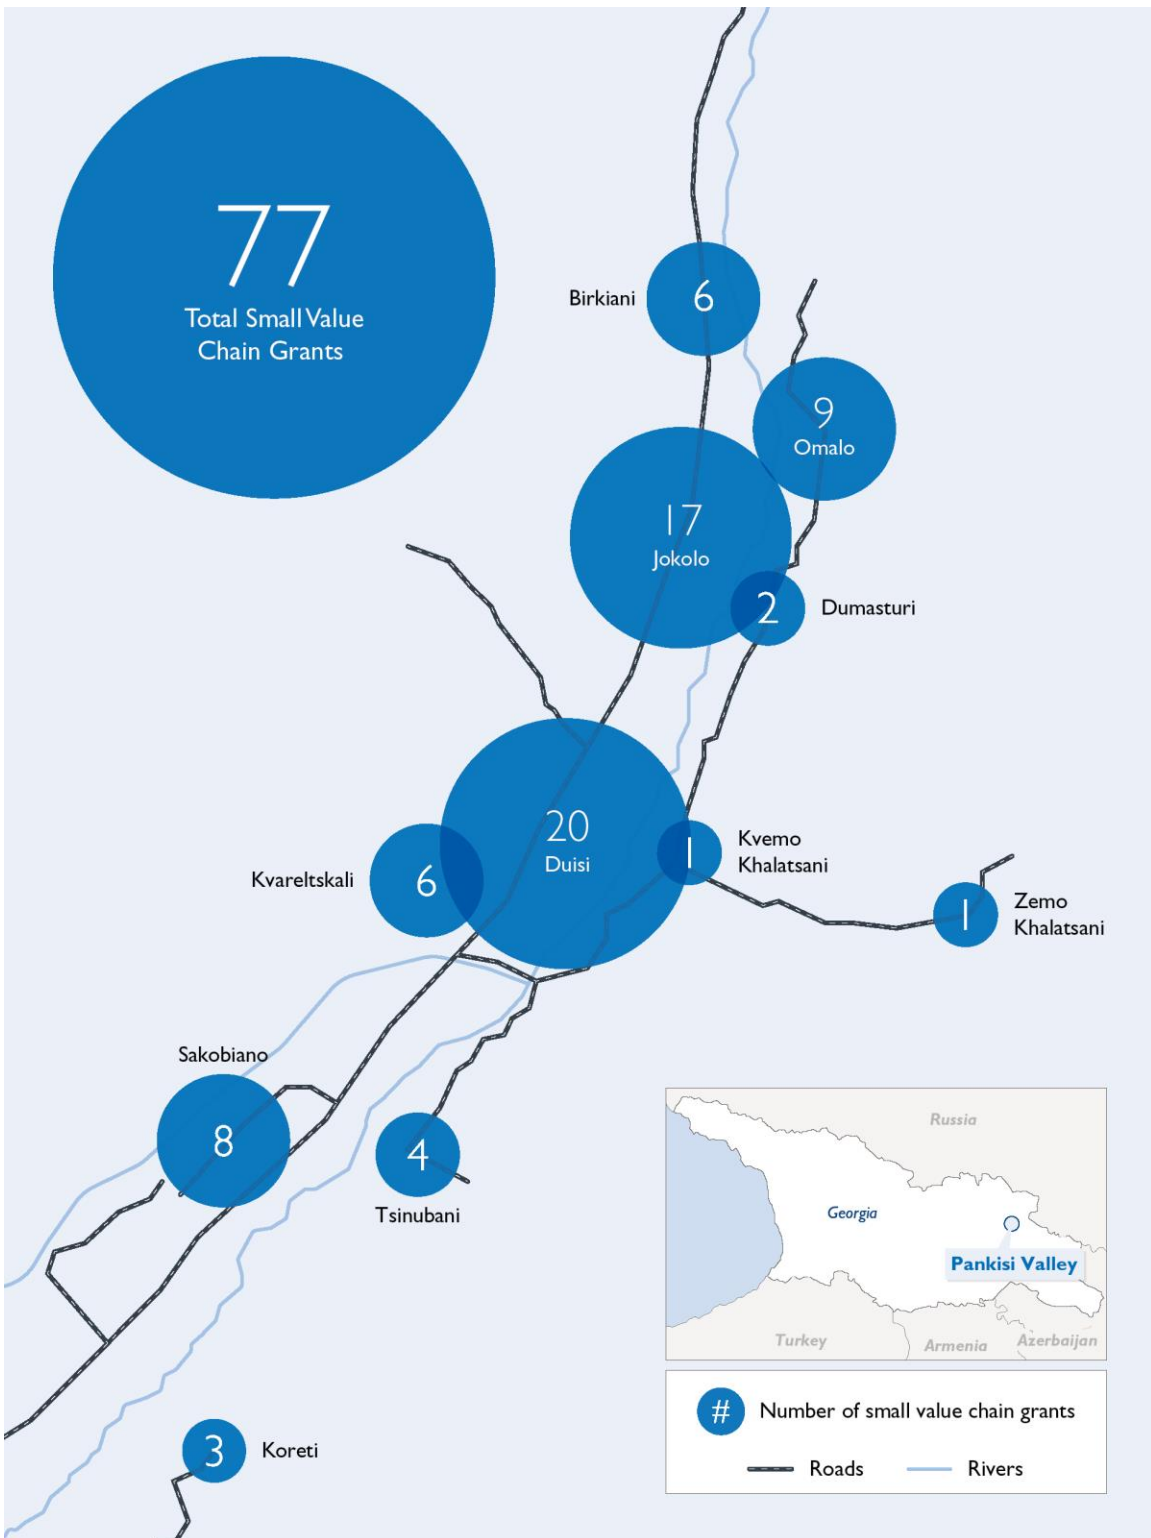 77
Total Small Value
Chain Grants
Birkiani
6
9
Omalo
17
Jokolo
2
Dumasturi
20
Duisi
Kvareltskali
6
1
Kvemo
Khalatsani
1
Zemo
Khalatsani
Sakobiano
8
4
Tsinubani
Russia
Georgia
Pankisi Valley
Turkey
Armenia
Azerbaijan
# Number of small value chain grants
Roads
Rivers
3
Koreti